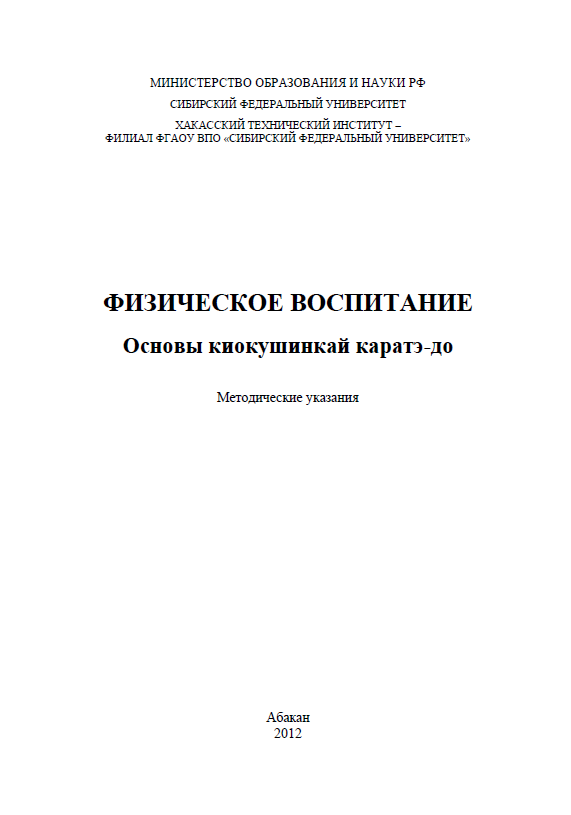 МИНИСТЕРСТВО ОБРАЗОВАНИЯ И НАУКИ РФ
СИБИРСКИЙ ФЕДЕРАЛЬНЫЙ УНИВЕРСИТЕТ
ХАКАССКИЙ ТЕХНИЧЕСКИЙ ИНСТИТУТ –
ФИЛИАЛ ФГАОУ ВПО «СИБИРСКИЙ ФЕДЕРАЛЬНЫЙ УНИВЕРСИТЕТ»
ФИЗИЧЕСКОЕ ВОСПИТАНИЕ
Основы киокушинкай каратэ-до
Методические указания
Абакан
2012